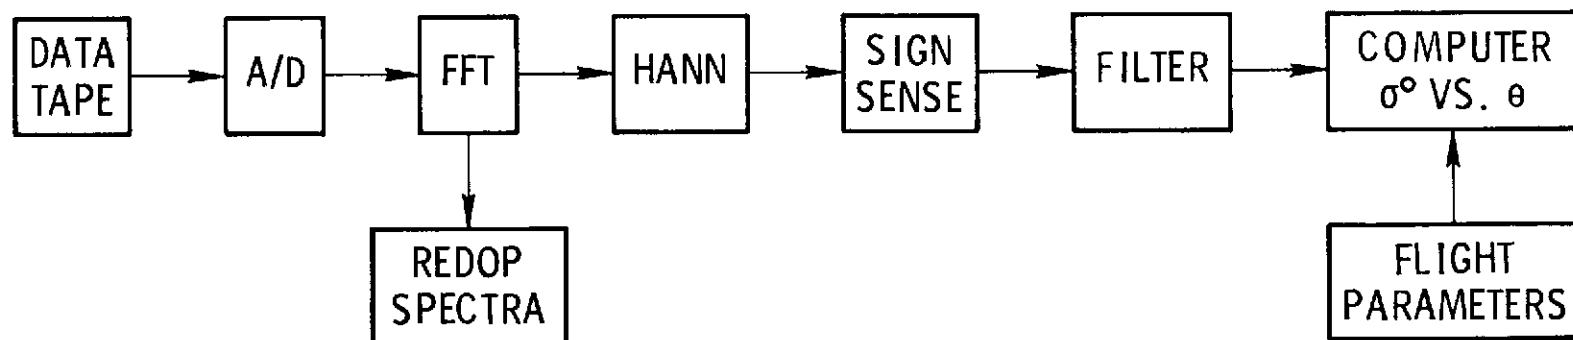 DATA
TAPE
A/D
FFT
HANN
SIGN
SENSE
FILTER
COMPUTER
σ° VS. θ
REDOP
SPECTRA
FLIGHT
PARAMETERS